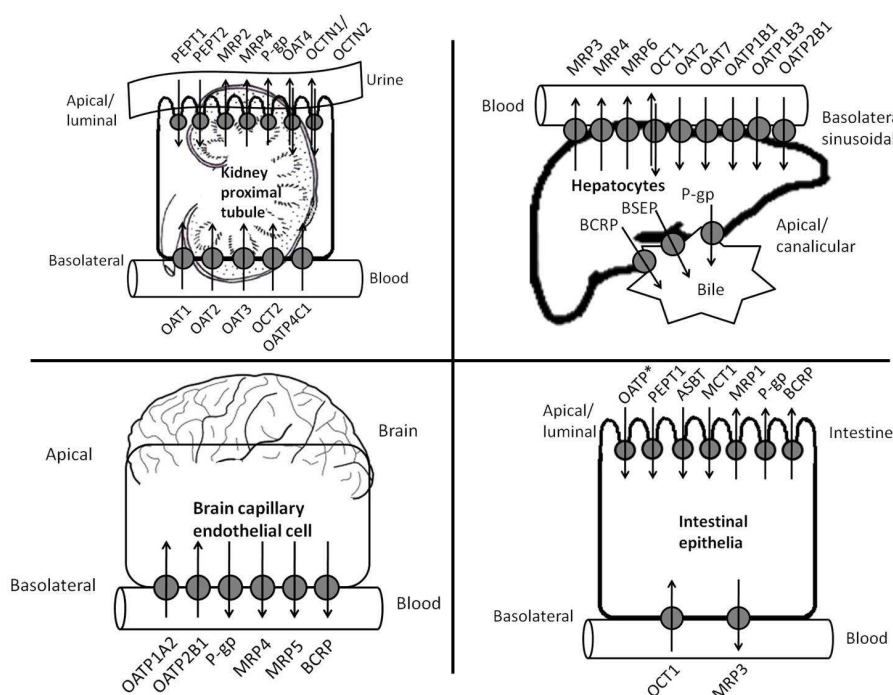 PEPT1
PEPT2
MRP2
MRP4
P-gp
OAT4
OCTN1/
OCTN2
Urine
Apical/
luminal
Kidney
proximal
tubule
Basolateral
Blood
OAT1
OAT2
OAT3
OCT2
OATP4C1
MRP3
MRP4
MRP6
OCT1
OAT2
OAT7
OATP1B1
OATP1B3
OATP2B1
Blood
Basolateral
sinusoidal
Hepatocytes
P-gp
BSEP
BCRP
Apical/
canalicular
Bile
Brain
Apical
Brain capillary
endothelial cell
Basolateral
Blood
OATP1A2
OATP2B1
P-gp
MRP4
MRP5
BCRP
OATP*
PEPT1
ASBT
MCT1
MRP1
P-gp
BCRP
Apical/
luminal
Intestine
Intestinal
epithelia
Basolateral
Blood
OCT1
MRP3